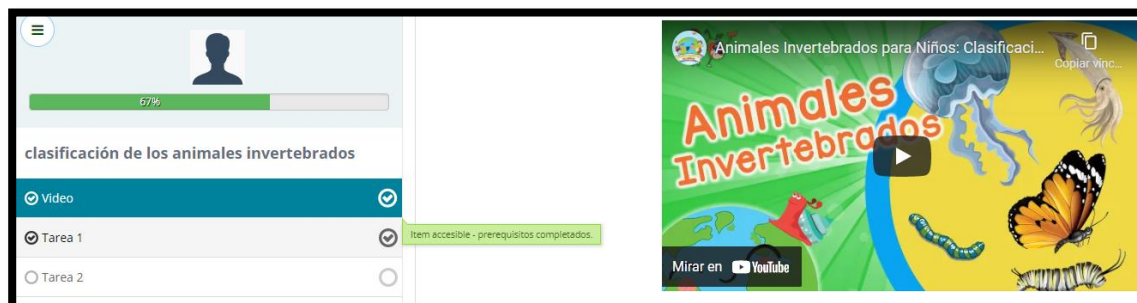 67%
clasificación de los animales invertebrados
Video
Tarea 1
Item accesible - prerequisitos completados.
Tarea 2
Animales Invertebrados para Niños: Clasificaci...
Copiar vínc...
Animales
Invertebrados
Mirar en YouTube